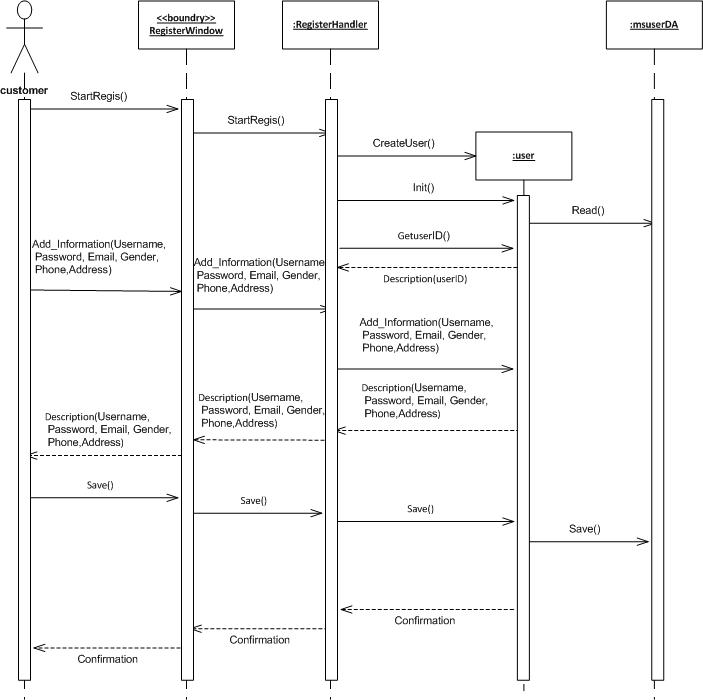 <<boundry>>
RegisterWindow
:RegisterHandler
:msuserDA
customer
StartRegis()
StartRegis()
CreateUser()
:user
Init()
Read()
Add_Information(Username,
Password, Email, Gender,
Phone,Address)
Add_Information(Username,
Password, Email, Gender,
Phone,Address)
GetuserID()
Description(userID)
Add_Information(Username,
Password, Email, Gender,
Phone,Address)
Description(Username,
Password, Email, Gender,
Phone,Address)
Description(Username,
Password, Email, Gender,
Phone,Address)
Description(Username,
Password, Email, Gender,
Phone,Address)
Save()
Save()
Save()
Save()
Confirmation
Confirmation
Confirmation